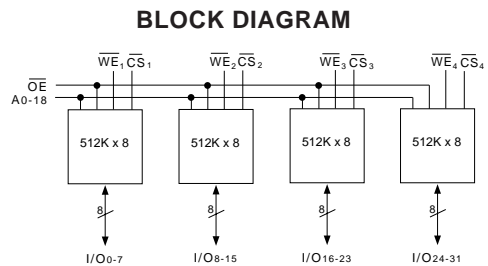 BLOCK DIAGRAM
WE1 CS1 WE2 CS2 WE3 CS3 WE4 CS4
OE
A0-18
512K x 8 512K x 8 512K x 8 512K x 8
8 8 8 8
I/O0-7 I/O8-15 I/O16-23 I/O24-31